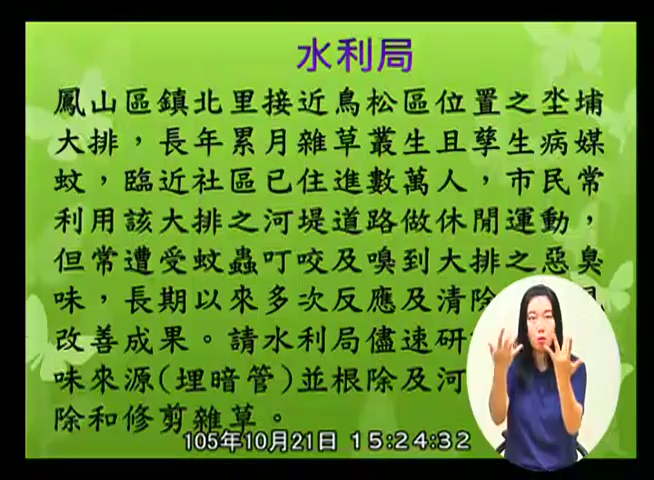 水利局
鳳山區鎮北里接近鳥松區位置之坔埔
大排，長年累月雜草叢生且孳生病媒
蚊，臨近社區已住進數萬人，市民常
利用該大排之河堤道路做休閒運動，
但常遭受蚊蟲叮咬及嗅到大排之惡臭
味，長期以來多次反應及清除
改善成果。請水利局儘速研
味來源(埋暗管)並根除及河
除和修剪雜草。
105年10月21日 15:24:32